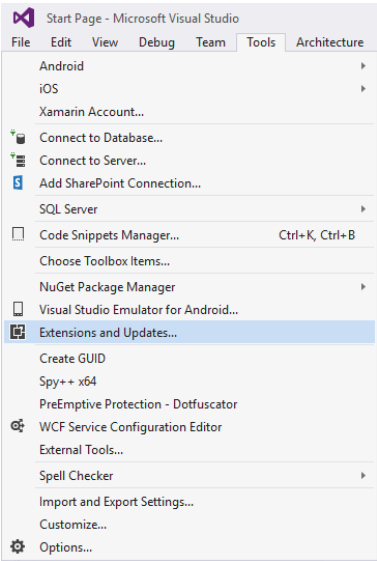 Start Page - Microsoft Visual Studio
File Edit View Debug Team Tools Architecture
Android
iOS
Xamarin Account...
Connect to Database...
Connect to Server...
Add SharePoint Connection...
SQL Server
Code Snippets Manager... Ctrl+K, Ctrl+B
Choose Toolbox Items...
NuGet Package Manager
Visual Studio Emulator for Android...
Extensions and Updates...
Create GUID
Spy++ x64
PreEmptive Protection - Dotfuscator
WCF Service Configuration Editor
External Tools...
Spell Checker
Import and Export Settings...
Customize...
Options...